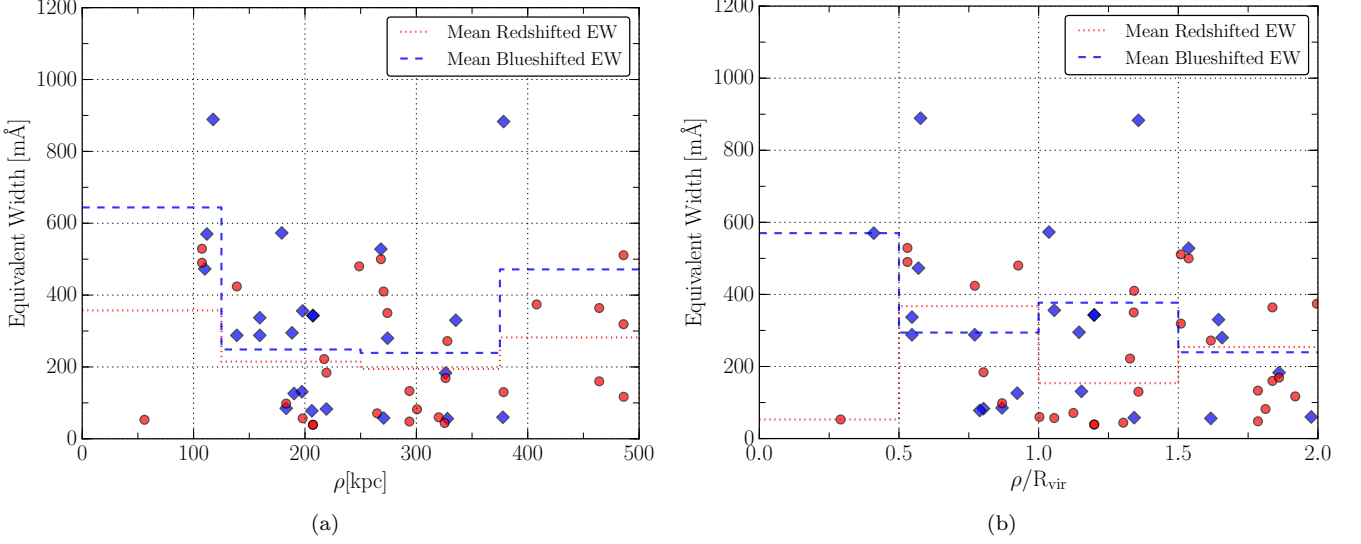 1200
1000
800
600
400
200
0
Equivalent Width [mÅ]
Mean Redshifted EW
Mean Blueshifted EW
0 100 200 300 400 500
ρ[kpc]
(a)
1200
1000
800
600
400
200
0
Equivalent Width [mÅ]
Mean Redshifted EW
Mean Blueshifted EW
0.0 0.5 1.0 1.5 2.0
ρ/R_vir
(b)